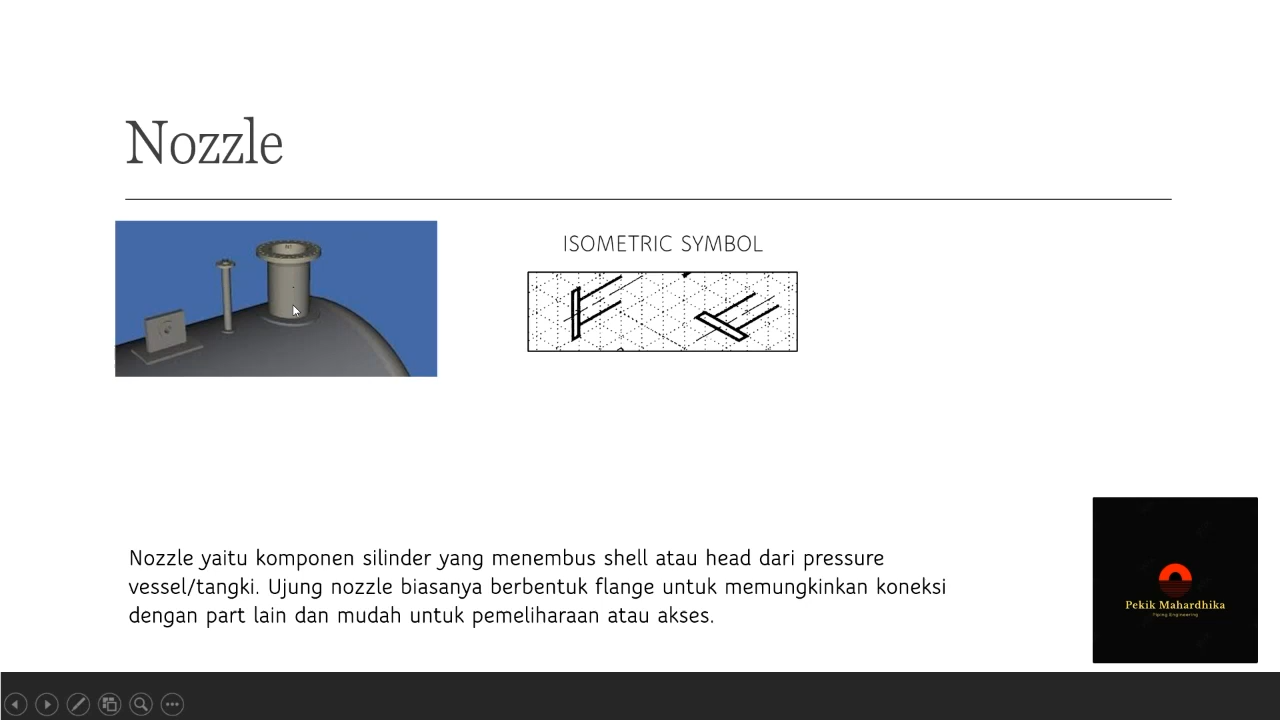 Nozzle
ISOMETRIC SYMBOL
Nozzle yaitu komponen silinder yang menembus shell atau head dari pressure
vessel/tangki. Ujung nozzle biasanya berbentuk flange untuk memungkinkan koneksi
dengan part lain dan mudah untuk pemeliharaan atau akses.
Pekik Mahardhika
Piping Engineering